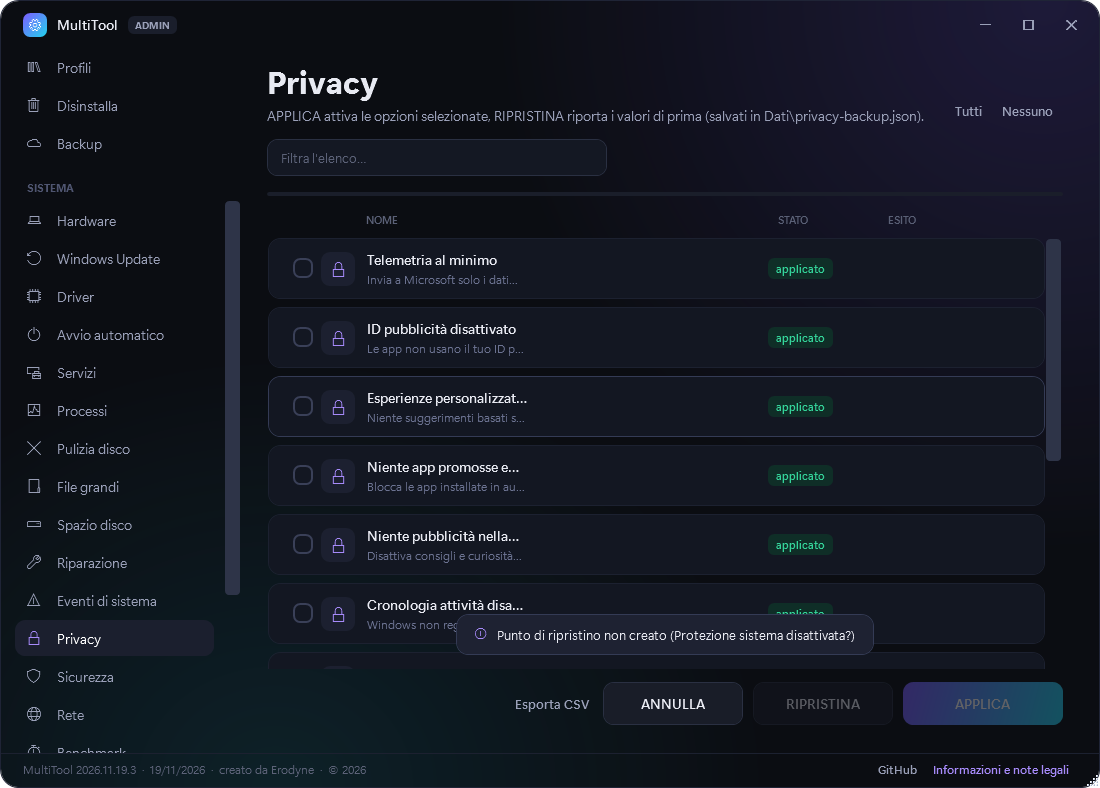 MultiTool ADMIN
Profili
Disinstalla
Backup
SISTEMA
Hardware
Windows Update
Driver
Avvio automatico
Servizi
Processi
Pulizia disco
File grandi
Spazio disco
Riparazione
Eventi di sistema
Privacy
Sicurezza
Rete
Benchmark
Privacy
APPLICA attiva le opzioni selezionate, RIPRISTINA riporta i valori di prima (salvati in Dati\privacy-backup.json).
Tutti Nessuno
Filtra l'elenco...
NOME STATO ESITO
Telemetria al minimo
Invia a Microsoft solo i dati...
applicato
ID pubblicità disattivato
Le app non usano il tuo ID p...
applicato
Esperienze personalizzat...
Niente suggerimenti basati s...
applicato
Niente app promosse e...
Blocca le app installate in au...
applicato
Niente pubblicità nella...
Disattiva consigli e curiosità...
applicato
Cronologia attività disa...
Windows non reg
applicato
Punto di ripristino non creato (Protezione sistema disattivata?)
Esporta CSV ANNULLA RIPRISTINA APPLICA
MultiTool 2026.11.19.3 · 19/11/2026 · creato da Erodyne · © 2026
GitHub Informazioni e note legali